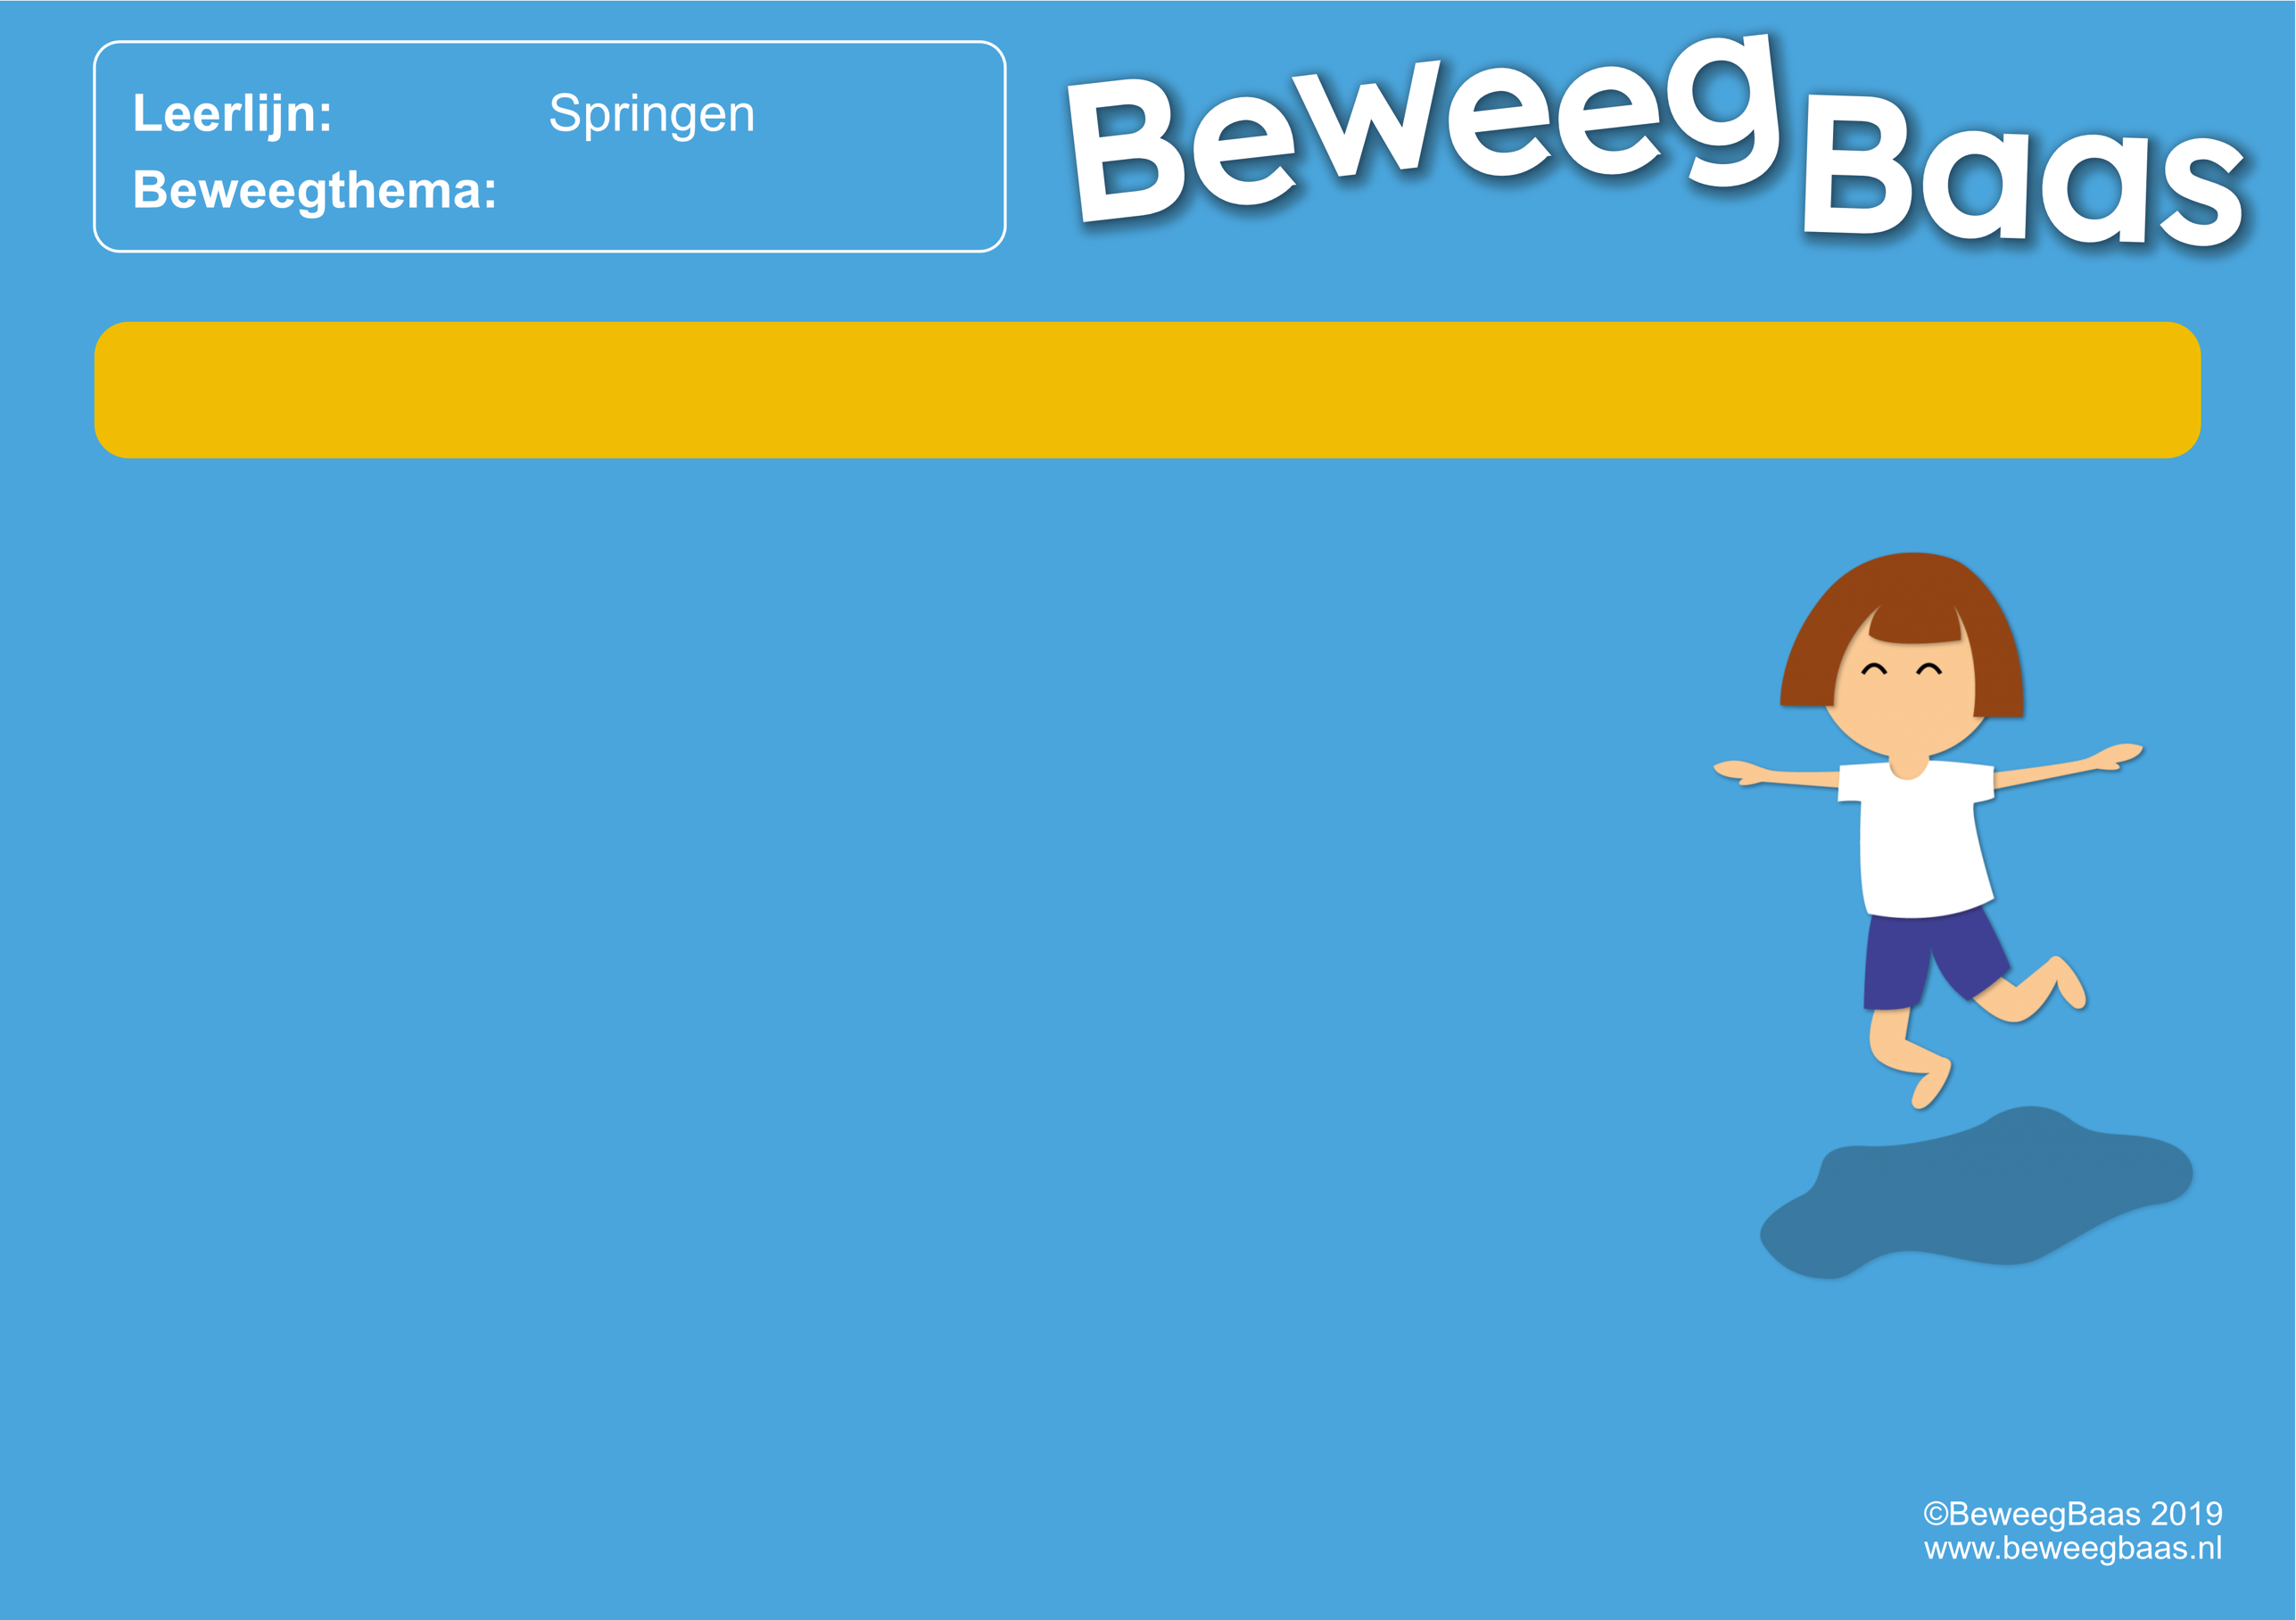 Leerlijn: Springen
Beweegthema:
BeweegBaas
©BeweegBaas 2019
www.beweegbaas.nl